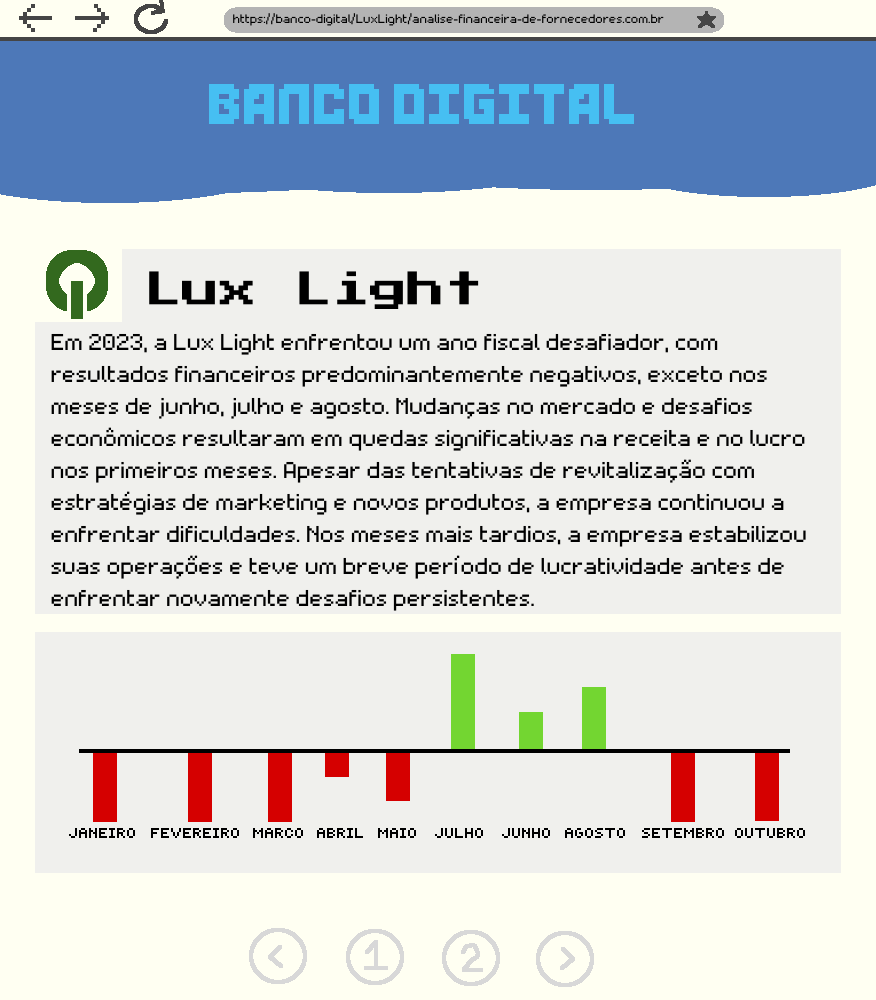 https://banco-digital/LuxLight/analise-financeira-de-fornecedores.com.br
BANCO DIGITAL
Lux Light
Em 2023, a Lux Light enfrentou um ano fiscal desafiador, com
resultados financeiros predominantemente negativos, exceto nos
meses de junho, julho e agosto. Mudanças no mercado e desafios
econômicos resultaram em quedas significativas na receita e no lucro
nos primeiros meses. Apesar das tentativas de revitalização com
estratégias de marketing e novos produtos, a empresa continuou a
enfrentar dificuldades. Nos meses mais tardios, a empresa estabilizou
suas operações e teve um breve período de lucratividade antes de
enfrentar novamente desafios persistentes.
JANEIRO FEVEREIRO MARCO ABRIL MAIO JULHO JUNHO AGOSTO SETEMBRO OUTUBRO
< 1 2 >